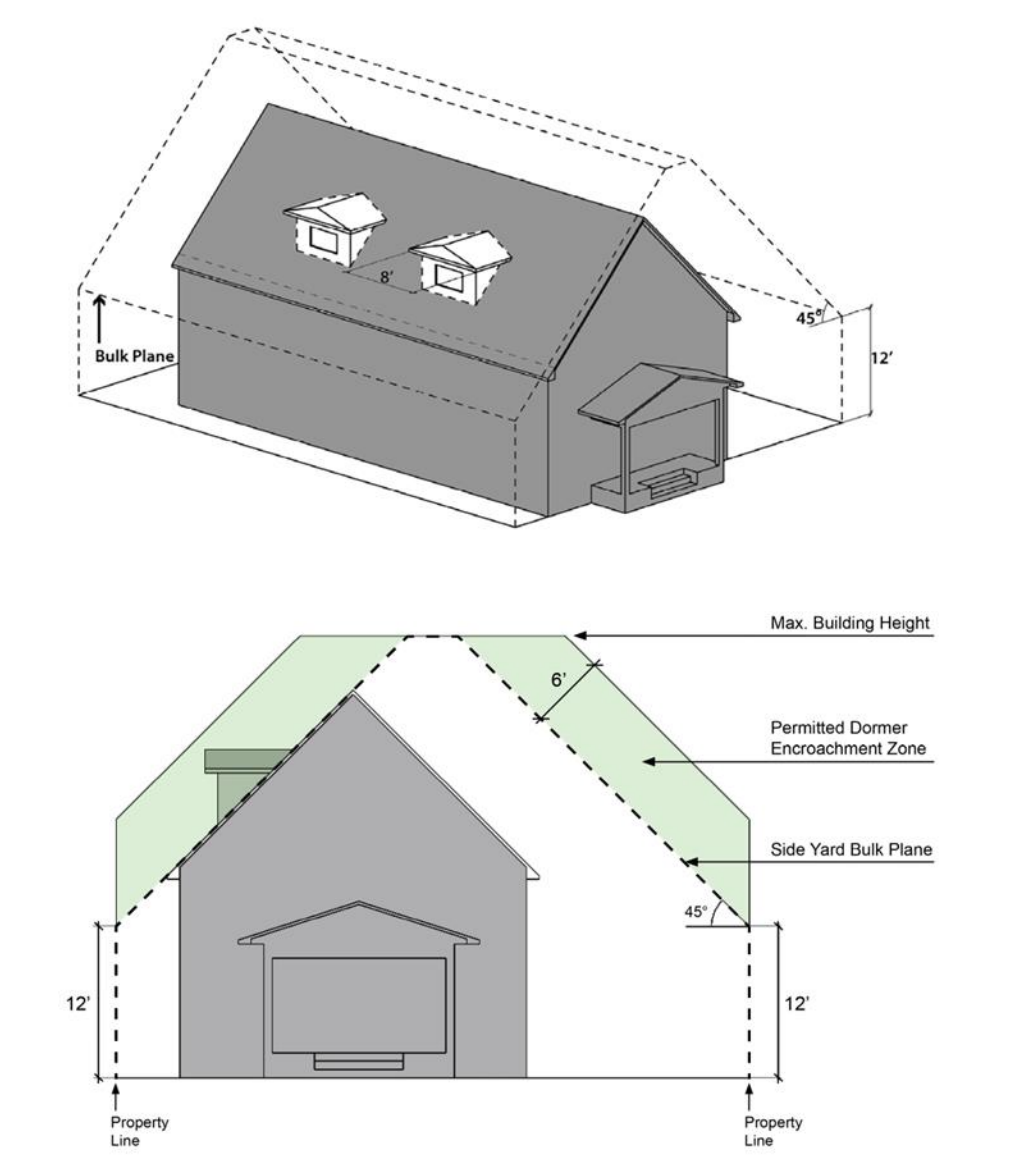 8'
45°
Bulk Plane
12'
Max. Building Height
6'
Permitted Dormer
Encroachment Zone
Side Yard Bulk Plane
45°
12'
12'
Property
Line
Property
Line